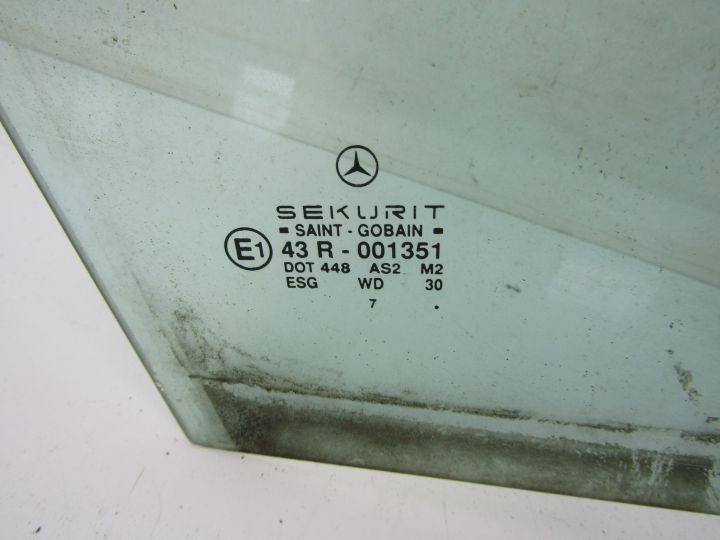 SEKURIT
SAINT - GOBAIN
E1 43 R - 001351
DOT 448 AS2 M2
ESG WD 30
7 .